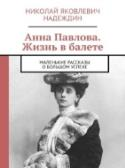 НИКОЛАЙ ЯКОВЛЕВИЧ
НАДЕЖДИН
Анна Павлова.
Жизнь в балете
МАЛЕНЬКИЕ РАССКАЗЫ
О БОЛЬШОМ УСПЕХЕ